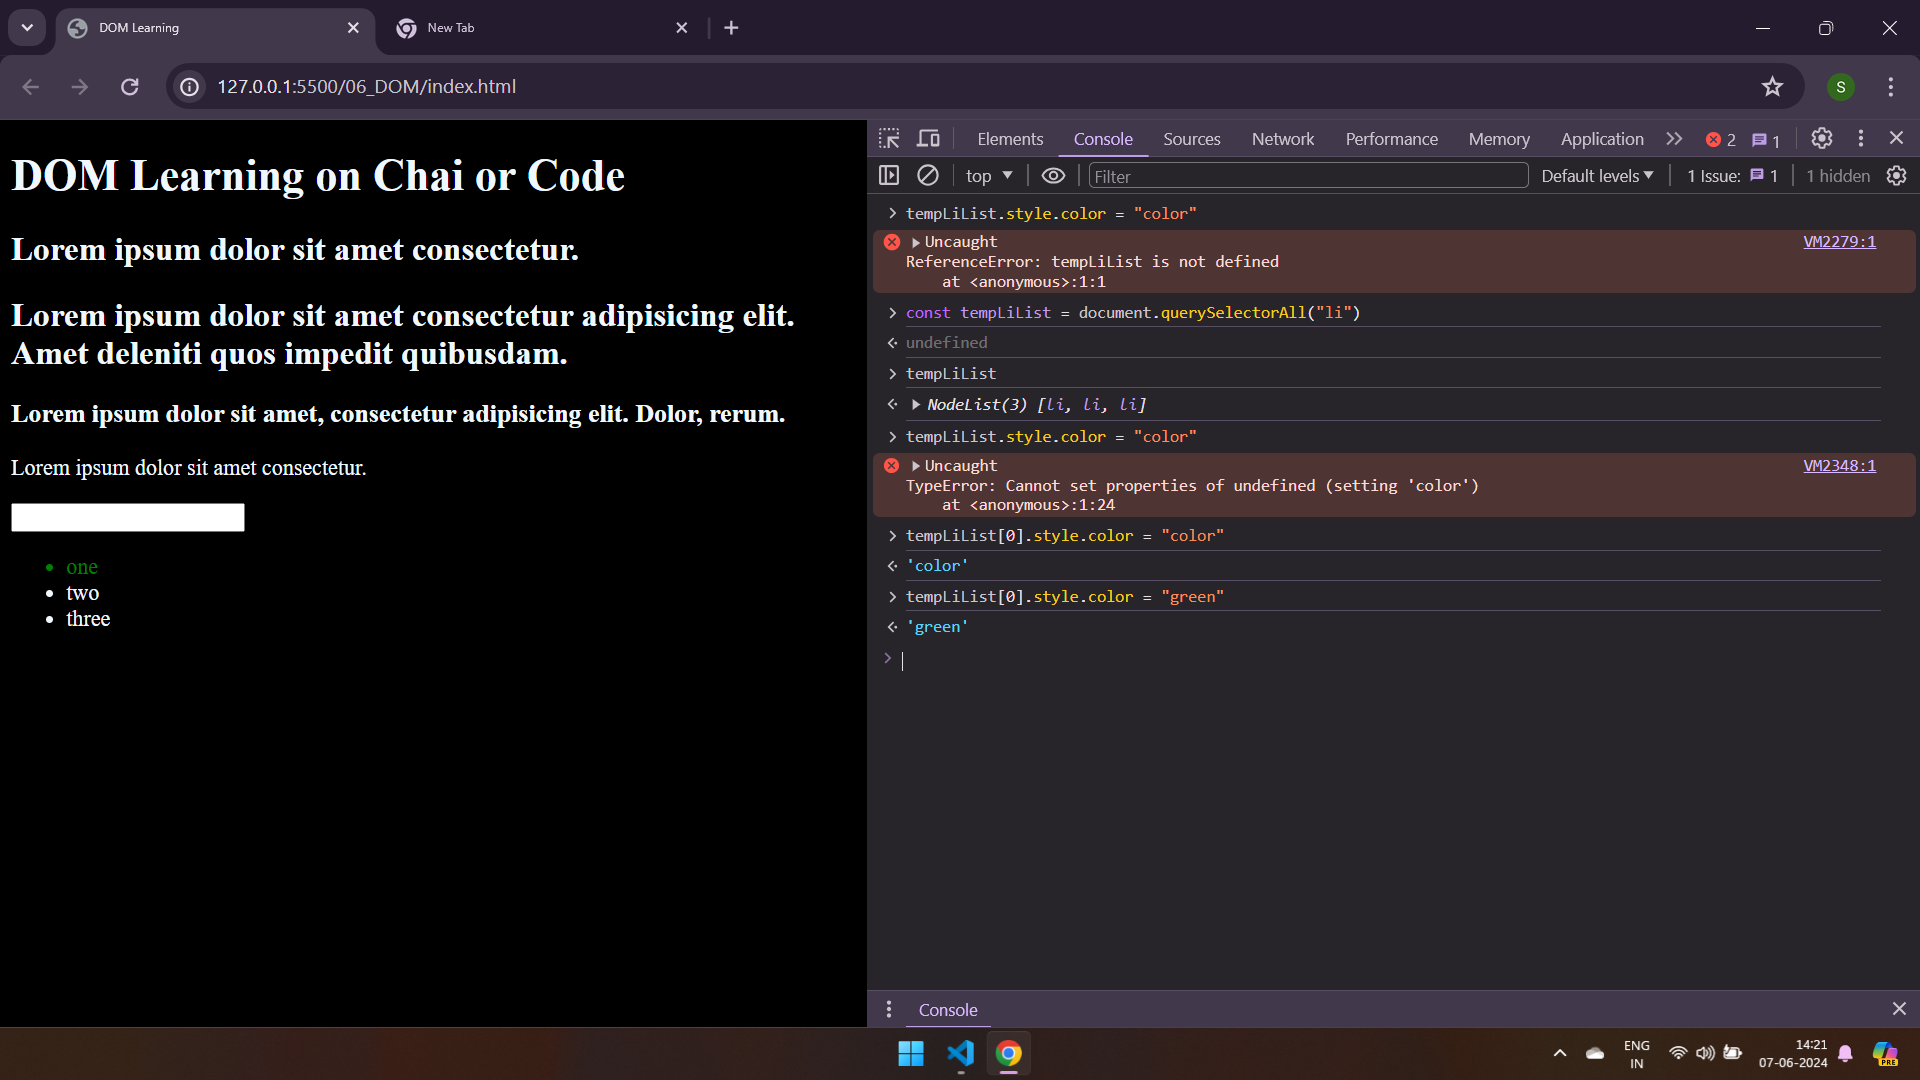 DOM Learning
New Tab
127.0.0.1:5500/06_DOM/index.html
S
DOM Learning on Chai or Code
Lorem ipsum dolor sit amet consectetur.
Lorem ipsum dolor sit amet consectetur adipisicing elit.
Amet deleniti quos impedit quibusdam.
Lorem ipsum dolor sit amet, consectetur adipisicing elit. Dolor, rerum.
Lorem ipsum dolor sit amet consectetur.
one
two
three
Elements Console Sources Network Performance Memory Application 2 1
top Filter Default levels 1 Issue: 1 1 hidden
tempLiList.style.color = "color"
Uncaught VM2279:1
ReferenceError: tempLiList is not defined
at <anonymous>:1:1
const tempLiList = document.querySelectorAll("li")
undefined
tempLiList
NodeList(3) [li, li, li]
tempLiList.style.color = "color"
Uncaught VM2348:1
TypeError: Cannot set properties of undefined (setting 'color')
at <anonymous>:1:24
tempLiList[0].style.color = "color"
'color'
tempLiList[0].style.color = "green"
'green'
Console
ENG
IN
14:21
07-06-2024
PRE